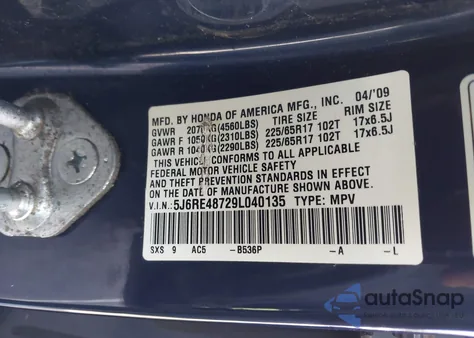 MFD. BY HONDA OF AMERICA MFG., INC. 04/'09
GVWR (4560LBS) TIRE SIZE RIM SIZE
GAWR F (2310LBS) 225/65R17 102T 17x6.5J
GAWR R (2290LBS) 225/65R17 102T 17x6.5J
THIS VEHICLE CONFORMS TO ALL APPLICABLE
FEDERAL MOTOR VEHICLE SAFETY, BUMPER,
AND THEFT PREVENTION STANDARDS IN EFFECT
ON THE DATE OF MANUFACTURE SHOWN ABOVE.
V.I.N.: 5J6RE48729L040135 TYPE: MPV
SXS 9 AC5 -B536P -A -L
autoSnap